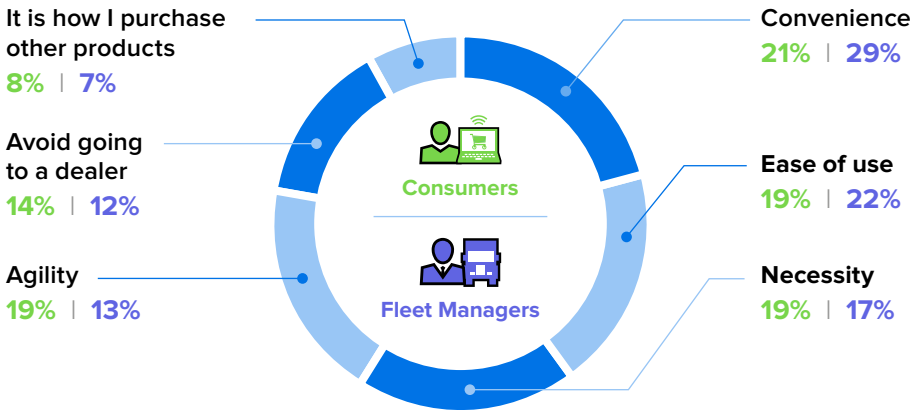 It is how I purchase
other products
8% | 7%
Convenience
21% | 29%
Avoid going
to a dealer
14% | 12%
Consumers
Ease of use
19% | 22%
Agility
19% | 13%
Fleet Managers
Necessity
19% | 17%